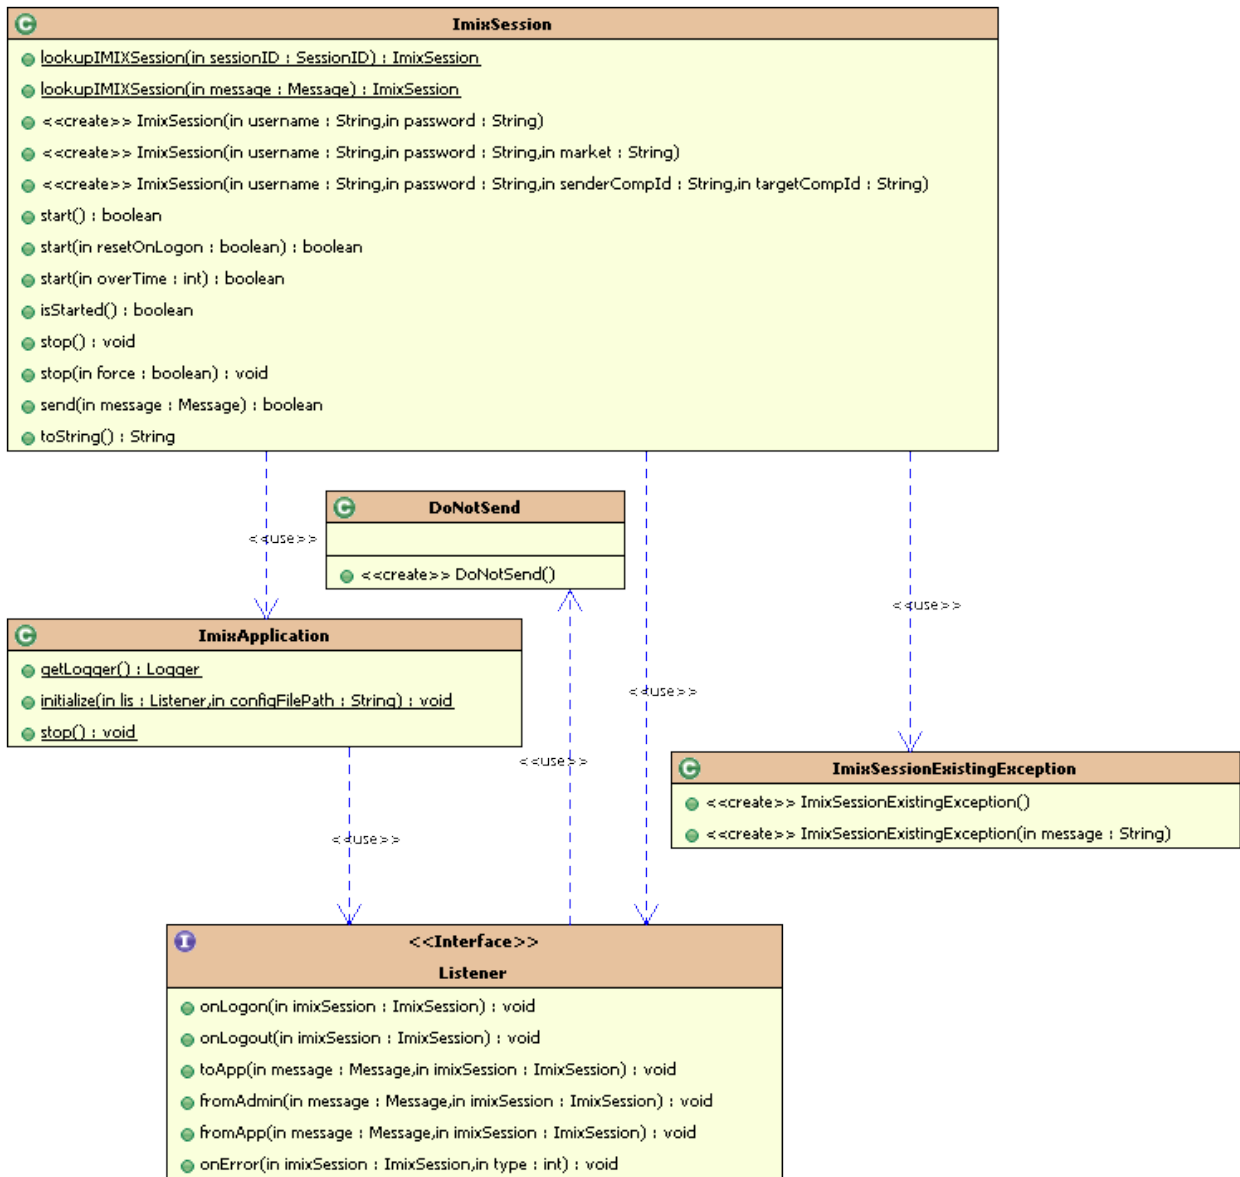 ImixSession
lookupIMIXSession(in sessionID : SessionID) : ImixSession
lookupIMIXSession(in message : Message) : ImixSession
<<create>> ImixSession(in username : String,in password : String)
<<create>> ImixSession(in username : String,in password : String,in market : String)
<<create>> ImixSession(in username : String,in password : String,in senderCompId : String,in targetCompId : String)
start() : boolean
start(in resetOnLogon : boolean) : boolean
start(in overTime : int) : boolean
isStarted() : boolean
stop() : void
stop(in force : boolean) : void
send(in message : Message) : boolean
toString() : String
C
C
DoNotSend
<<create>> DoNotSend()
<<use>>
<<use>>
C
ImixApplication
getLogger() : Logger
initialize(in lis : Listener,in configFilePath : String) : void
stop() : void
<<use>>
<<use>>
C
ImixSessionExistingException
<<create>> ImixSessionExistingException()
<<create>> ImixSessionExistingException(in message : String)
<<use>>
I
<<Interface>>
Listener
onLogon(in imixSession : ImixSession) : void
onLogout(in imixSession : ImixSession) : void
toApp(in message : Message,in imixSession : ImixSession) : void
fromAdmin(in message : Message,in imixSession : ImixSession) : void
fromApp(in message : Message,in imixSession : ImixSession) : void
onError(in imixSession : ImixSession,in type : int) : void